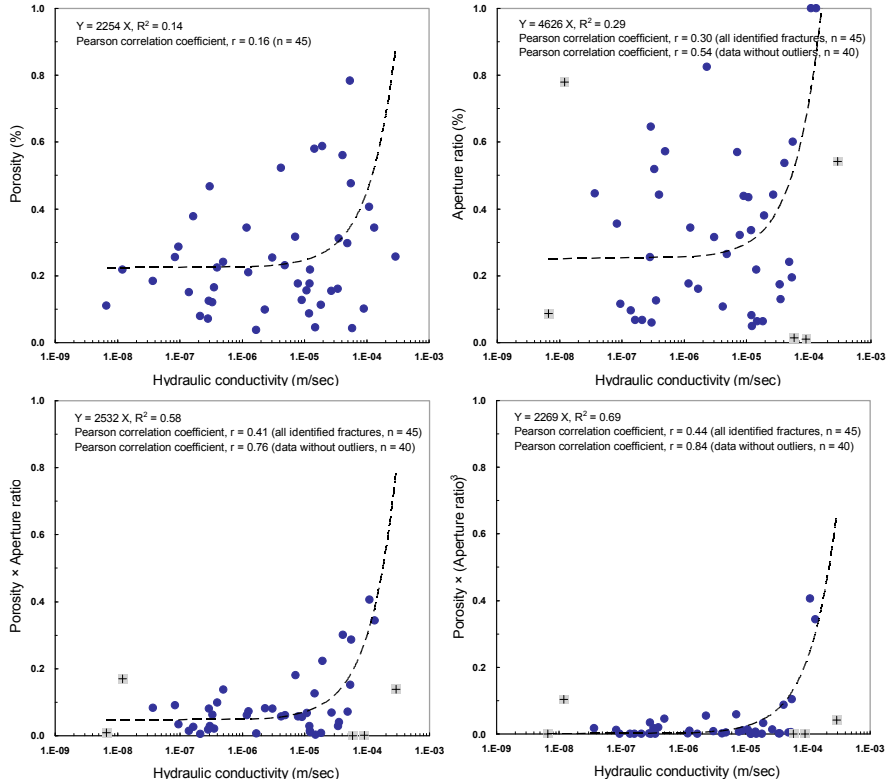 Y = 2254 X, R² = 0.14
Pearson correlation coefficient, r = 0.16 (n = 45)
1.0
0.8
0.6
0.4
0.2
0.0
Porosity (%)
1.E-09 1.E-08 1.E-07 1.E-06 1.E-05 1.E-04 1.E-03
Hydraulic conductivity (m/sec)
Y = 4626 X, R² = 0.29
Pearson correlation coefficient, r = 0.30 (all identified fractures, n = 45)
Pearson correlation coefficient, r = 0.54 (data without outliers, n = 40)
1.0
0.8
0.6
0.4
0.2
0.0
Aperture ratio (%)
1.E-09 1.E-08 1.E-07 1.E-06 1.E-05 1.E-04 1.E-03
Hydraulic conductivity (m/sec)
Y = 2532 X, R² = 0.58
Pearson correlation coefficient, r = 0.41 (all identified fractures, n = 45)
Pearson correlation coefficient, r = 0.76 (data without outliers, n = 40)
1.0
0.8
0.6
0.4
0.2
0.0
Porosity × Aperture ratio
1.E-09 1.E-08 1.E-07 1.E-06 1.E-05 1.E-04 1.E-03
Hydraulic conductivity (m/sec)
Y = 2269 X, R² = 0.69
Pearson correlation coefficient, r = 0.44 (all identified fractures, n = 45)
Pearson correlation coefficient, r = 0.84 (data without outliers, n = 40)
1.0
0.8
0.6
0.4
0.2
0.0
Porosity × (Aperture ratio)³
1.E-09 1.E-08 1.E-07 1.E-06 1.E-05 1.E-04 1.E-03
Hydraulic conductivity (m/sec)